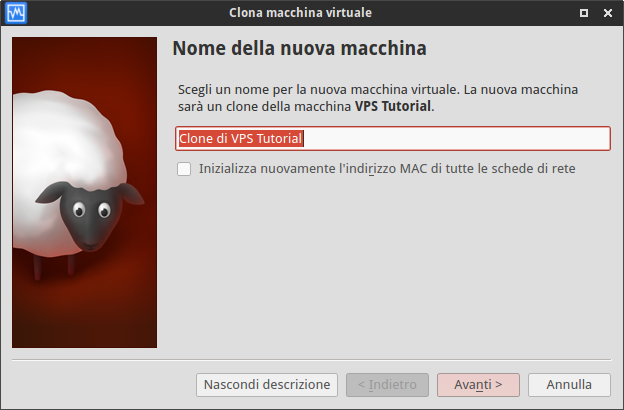 Clona macchina virtuale
Nome della nuova macchina
Scegli un nome per la nuova macchina virtuale. La nuova macchina
sarà un clone della macchina VPS Tutorial.
Clone di VPS Tutorial
Inizializza nuovamente l'indirizzo MAC di tutte le schede di rete
Nascondi descrizione
< Indietro
Avanti >
Annulla